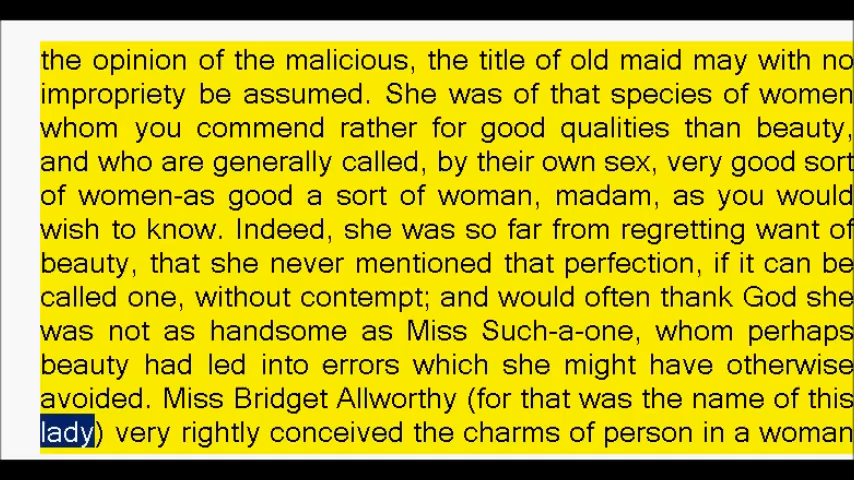 the opinion of the malicious, the title of old maid may with no
impropriety be assumed. She was of that species of women
whom you commend rather for good qualities than beauty,
and who are generally called, by their own sex, very good sort
of women-as good a sort of woman, madam, as you would
wish to know. Indeed, she was so far from regretting want of
beauty, that she never mentioned that perfection, if it can be
called one, without contempt; and would often thank God she
was not as handsome as Miss Such-a-one, whom perhaps
beauty had led into errors which she might have otherwise
avoided. Miss Bridget Allworthy (for that was the name of this
lady) very rightly conceived the charms of person in a woman